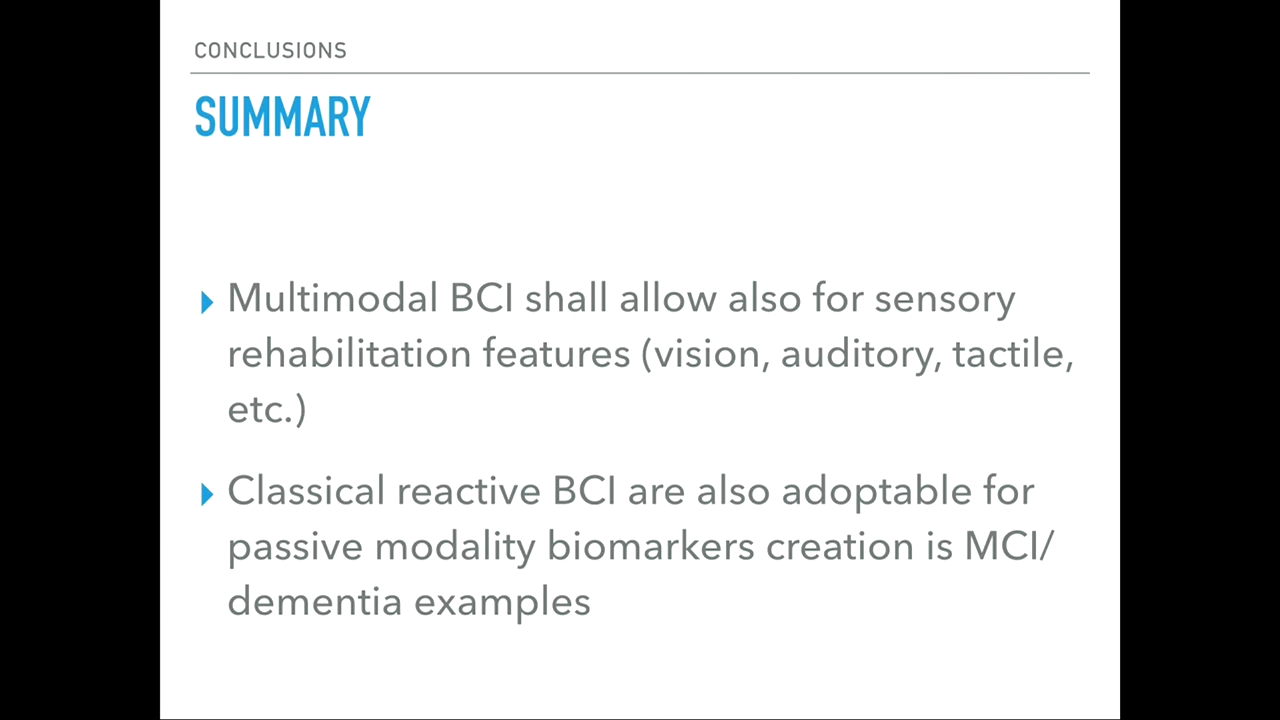 CONCLUSIONS
SUMMARY
Multimodal BCI shall allow also for sensory
rehabilitation features (vision, auditory, tactile,
etc.)
Classical reactive BCI are also adoptable for
passive modality biomarkers creation is MCI/
dementia examples